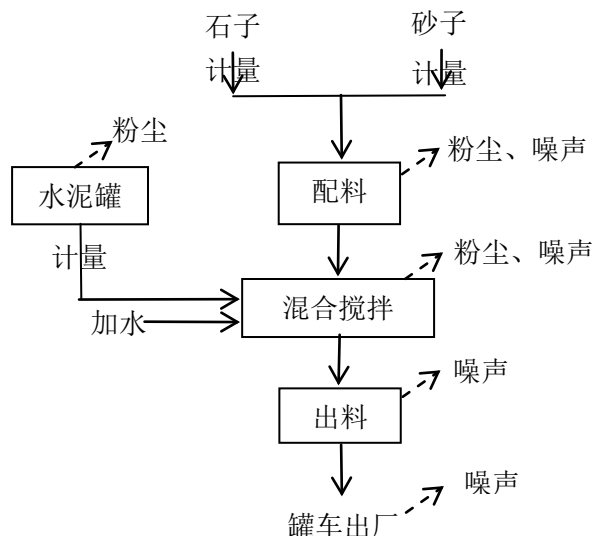 石子
砂子
计量
计量
粉尘
水泥罐
配料
粉尘、噪声
计量
粉尘、噪声
混合搅拌
加水
噪声
出料
噪声
罐车出厂